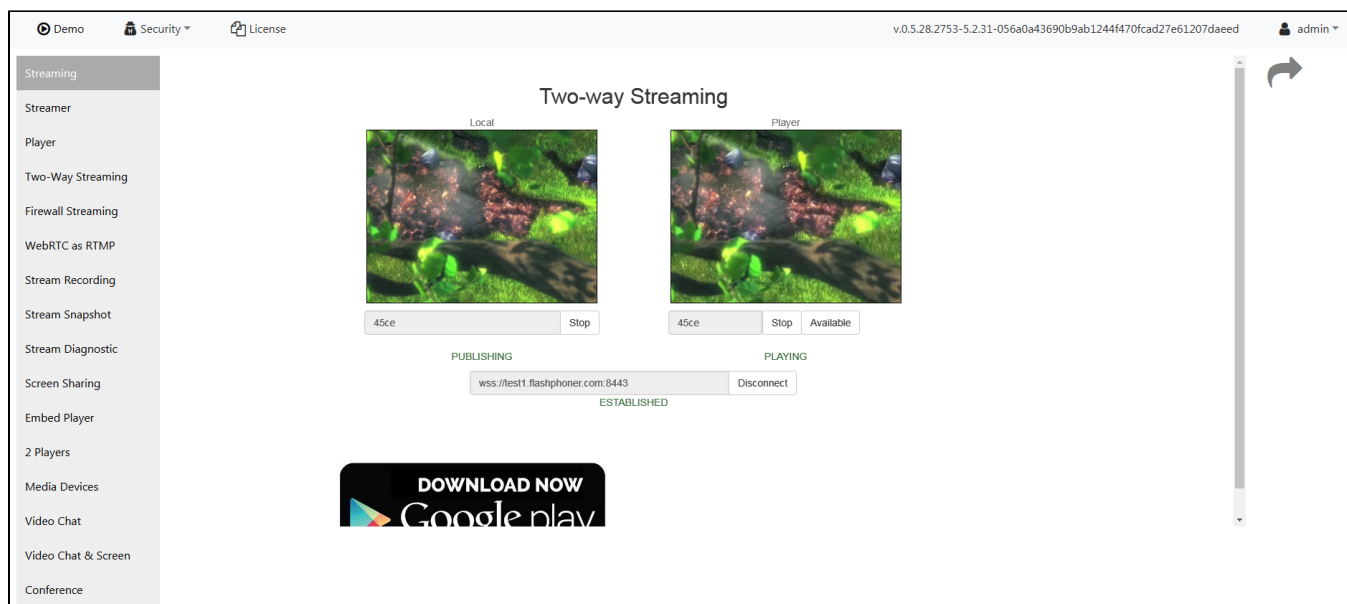 Demo
Security
License
v.0.5.28.2753-5.2.31-056a0a43690b9ab1244f470fcad27e61207daeed
admin
Streaming
Streamer
Player
Two-Way Streaming
Firewall Streaming
WebRTC as RTMP
Stream Recording
Stream Snapshot
Stream Diagnostic
Screen Sharing
Embed Player
2 Players
Media Devices
Video Chat
Video Chat & Screen
Conference
Two-way Streaming
Local
Player
45ce
Stop
45ce
Stop
Available
PUBLISHING
PLAYING
wss://test1.flashphoner.com:8443
Disconnect
ESTABLISHED
DOWNLOAD NOW
Google play